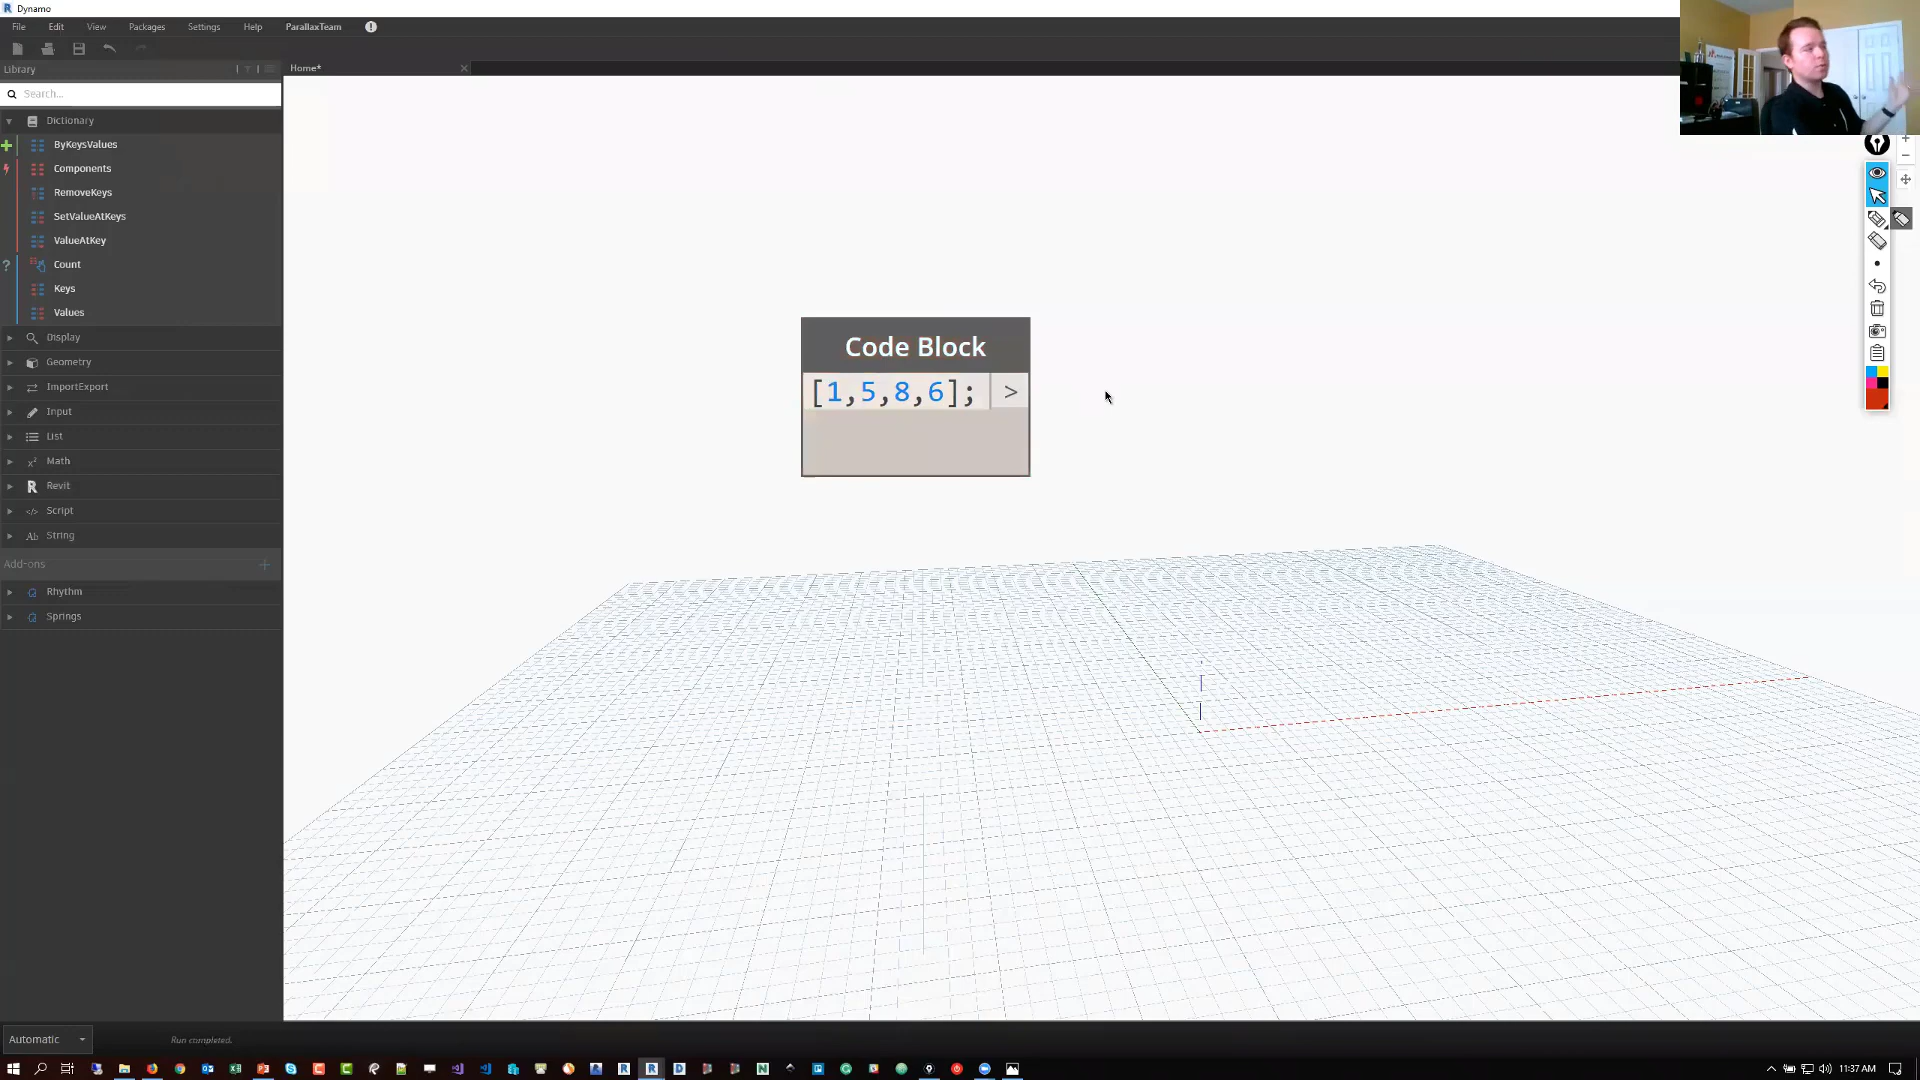 Dynamo
File Edit View Packages Settings Help ParallaxTeam
Library
Home*
Search...
Dictionary
ByKeysValues
Components
RemoveKeys
SetValueAtKeys
ValueAtKey
Count
Keys
Values
Display
Geometry
ImportExport
Input
List
Math
Revit
Script
String
Add-ons
Rhythm
Springs
Code Block
[1,5,8,6]; >
Automatic
Run completed.
11:37 AM